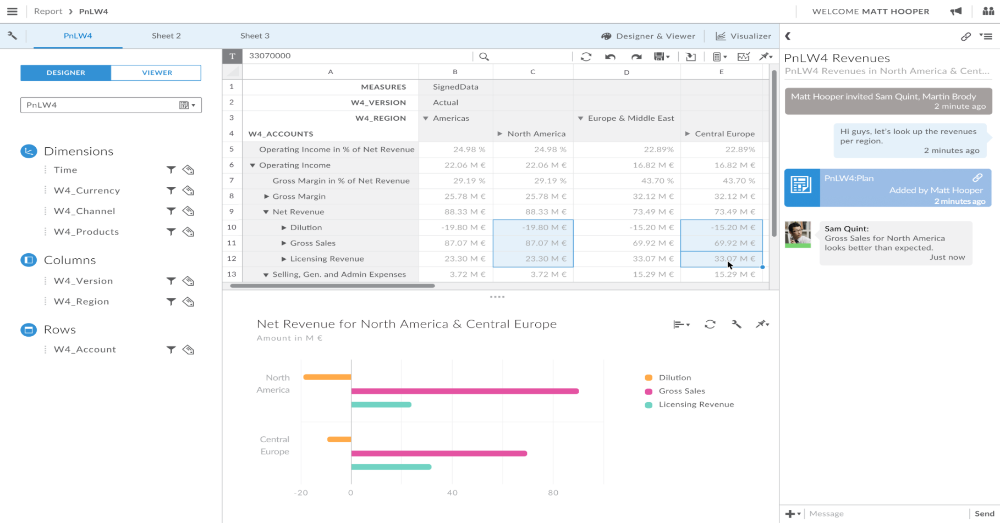 Report ❯ PnLW4
WELCOME MATT HOOPER
PnLW4
Sheet 2
Sheet 3
Designer & Viewer
Visualizer
DESIGNER
VIEWER
PnLW4
Dimensions
Time
W4_Currency
W4_Channel
W4_Products
Columns
W4_Version
W4_Region
Rows
W4_Account
T 33070000
A B C D E
1 MEASURES SignedData
2 W4_VERSION Actual
3 W4_REGION Americas Europe & Middle East
4 W4_ACCOUNTS North America Central Europe
5 Operating Income in % of Net Revenue 24.98 % 24.98 % 22.89% 22.89%
6 Operating Income 22.06 M € 22.06 M € 16.82 M € 16.82 M €
7 Gross Margin in % of Net Revenue 29.19 % 29.19 % 43.70 % 43.70 %
8 Gross Margin 25.78 M € 25.78 M € 32.12 M € 32.12 M €
9 Net Revenue 88.33 M € 88.33 M € 73.49 M € 73.49 M €
10 Dilution -19.80 M € -19.80 M € -15.20 M € -15.20 M €
11 Gross Sales 87.07 M € 87.07 M € 69.92 M € 69.92 M €
12 Licensing Revenue 23.30 M € 23.30 M € 33.07 M € 33.07 M €
13 Selling, Gen. and Admin Expenses 3.72 M € 3.72 M € 15.29 M € 15.29 M €
Net Revenue for North America & Central Europe
Amount in M €
North
America
Central
Europe
-20 0 40 80
Dilution
Gross Sales
Licensing Revenue
PnLW4 Revenues
PnLW4 Revenues in North America & Cent...
Matt Hooper invited Sam Quint, Martin Brody
2 minute ago
Hi guys, let's look up the revenues
per region.
2 minutes ago
PnLW4:Plan
Added by Matt Hooper
2 minutes ago
Sam Quint:
Gross Sales for North America
looks better than expected.
Just now
Message
Send